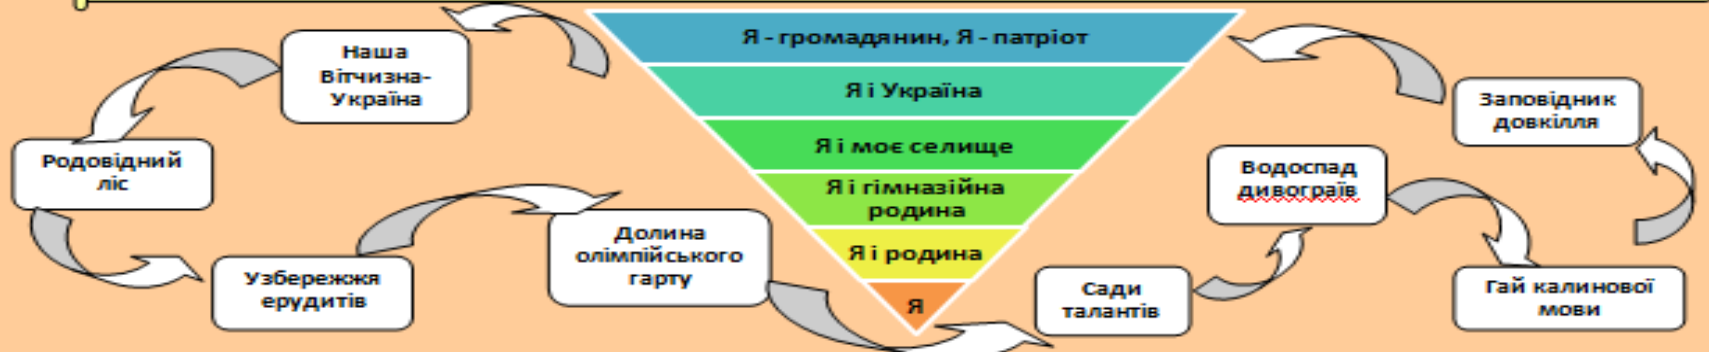 Я - громадянин, Я - патріот
Я і Україна
Я і моє селище
Я і гімназійна
родина
Я і родина
Я
Наша
Вітчизна-
Україна
Родовідний
ліс
Узбережжя
ерудитів
Долина
олімпійського
гарту
Сади
талантів
Водоспад
дивограїв
Гай калинової
мови
Заповідник
довкілля